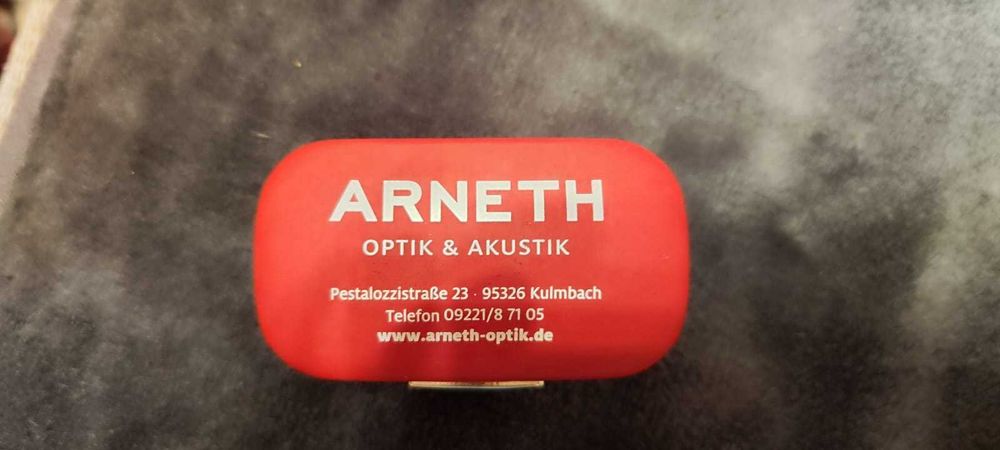 ARNETH
OPTIK & AKUSTIK
Pestalozzistraße 23 · 95326 Kulmbach
Telefon 09221/8 71 05
www.arneth-optik.de